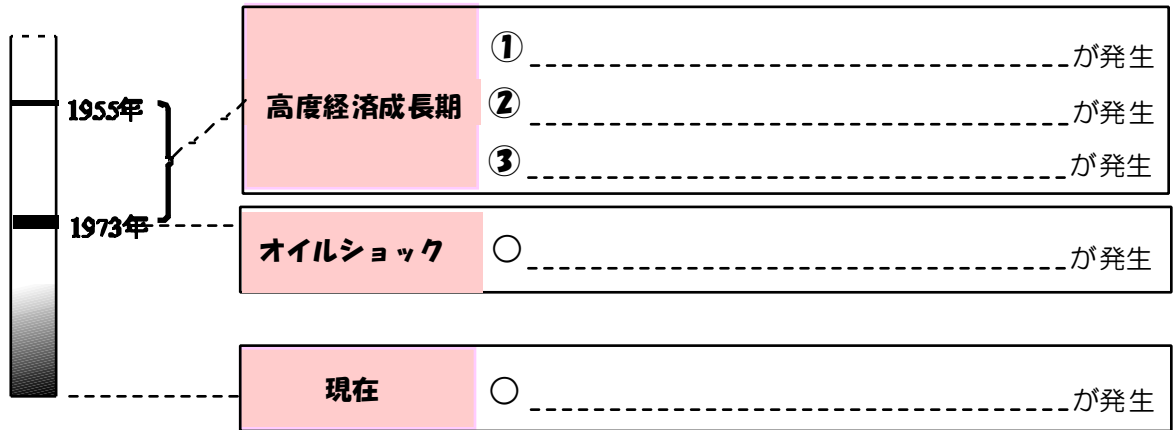 1955年
1973年
高度経済成長期
①が発生
②が発生
③が発生
オイルショック
○が発生
現在
○が発生